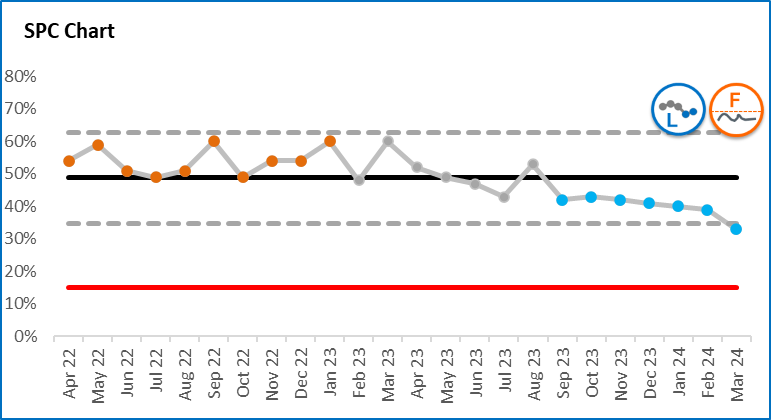 SPC Chart
80%
70%
60%
50%
40%
30%
20%
10%
0%
L
F
Apr 22
May 22
Jun 22
Jul 22
Aug 22
Sep 22
Oct 22
Nov 22
Dec 22
Jan 23
Feb 23
Mar 23
Apr 23
May 23
Jun 23
Jul 23
Aug 23
Sep 23
Oct 23
Nov 23
Dec 23
Jan 24
Feb 24
Mar 24